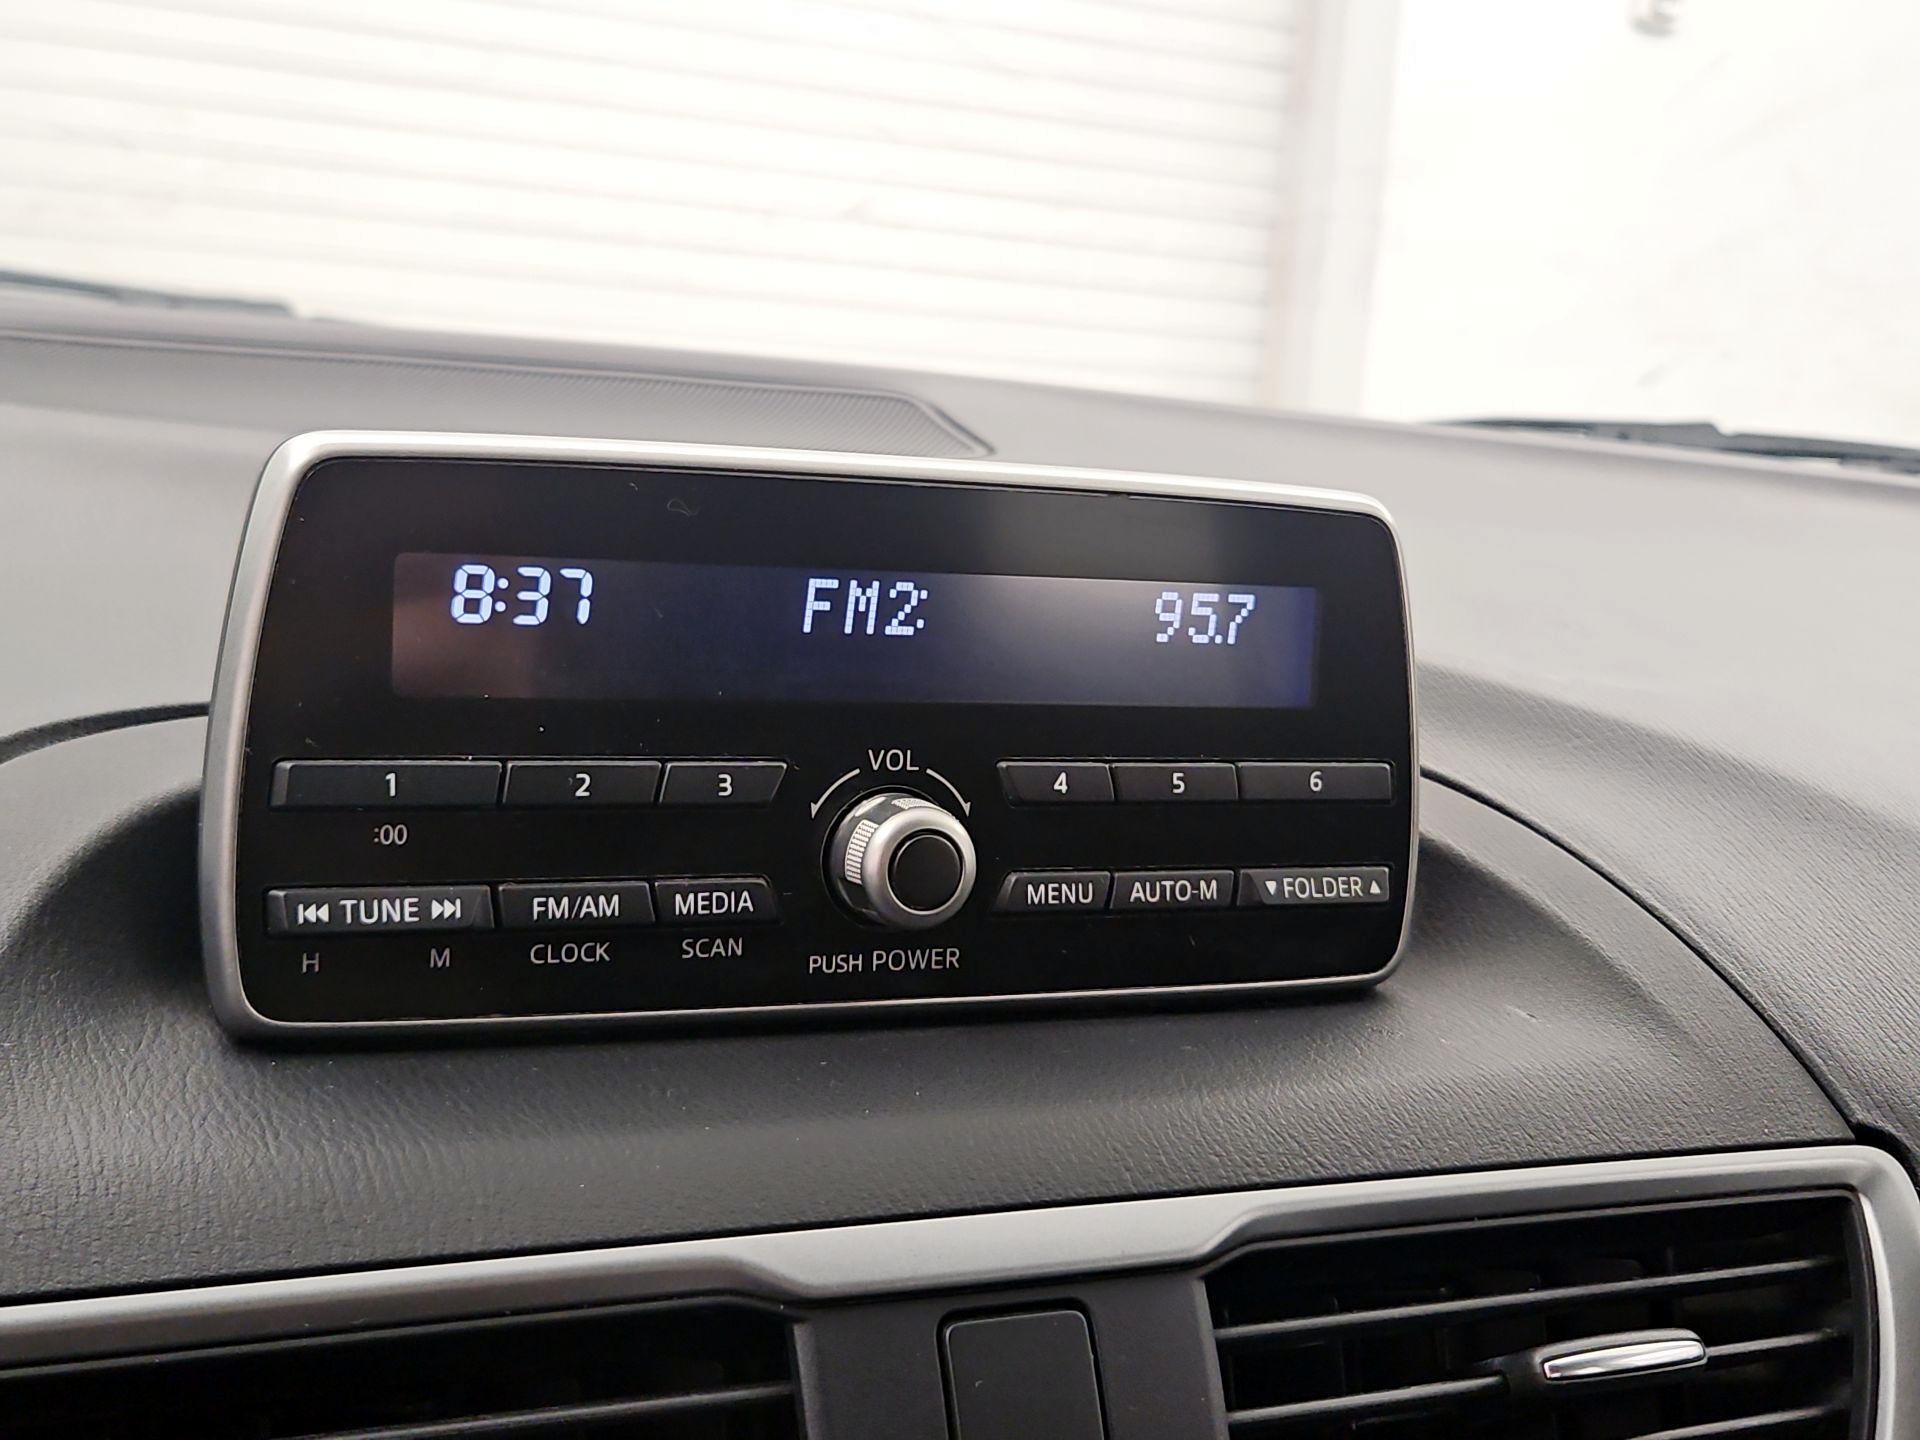 8:37 FM2: 95.7
VOL
1 2 3 4 5 6
:00
⏮ TUNE ⏭ FM/AM MEDIA MENU AUTO-M ▼ FOLDER ▲
H M CLOCK SCAN
PUSH POWER